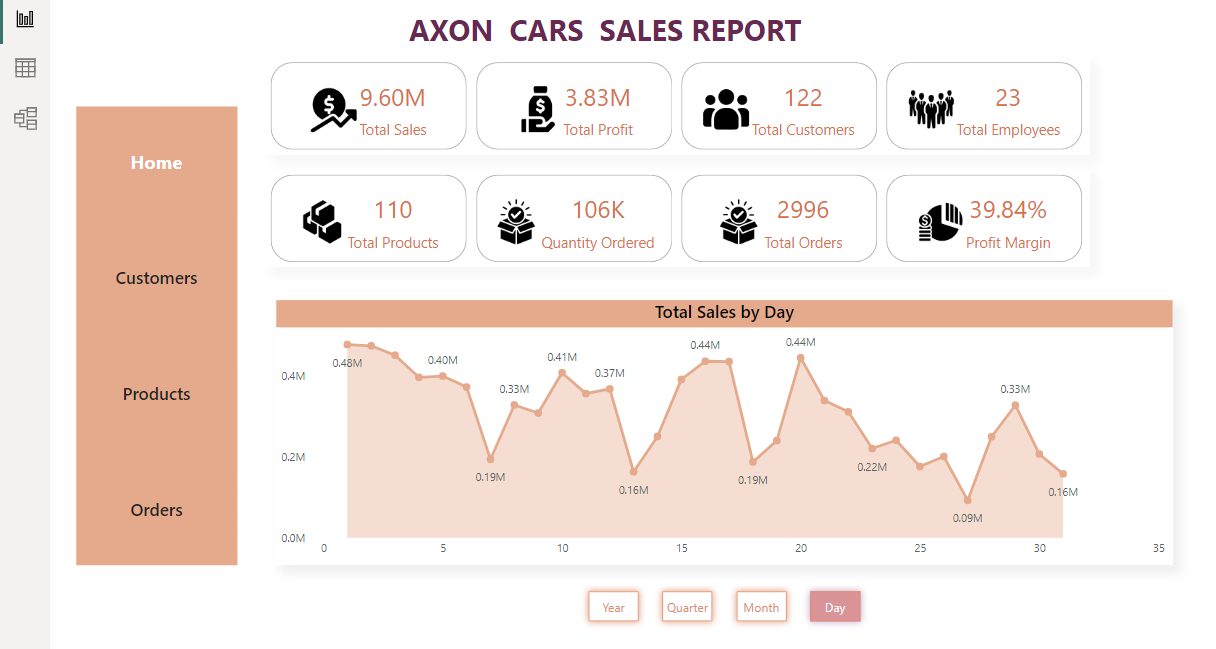 AXON CARS SALES REPORT
9.60M
Total Sales
3.83M
Total Profit
122
Total Customers
23
Total Employees
110
Total Products
106K
Quantity Ordered
2996
Total Orders
39.84%
Profit Margin
Home
Customers
Products
Orders
Total Sales by Day
0.4M
0.2M
0.0M
0.48M
0.40M
0.19M
0.33M
0.41M
0.37M
0.16M
0.44M
0.19M
0.44M
0.22M
0.09M
0.33M
0.16M
0 5 10 15 20 25 30 35
Year
Quarter
Month
Day